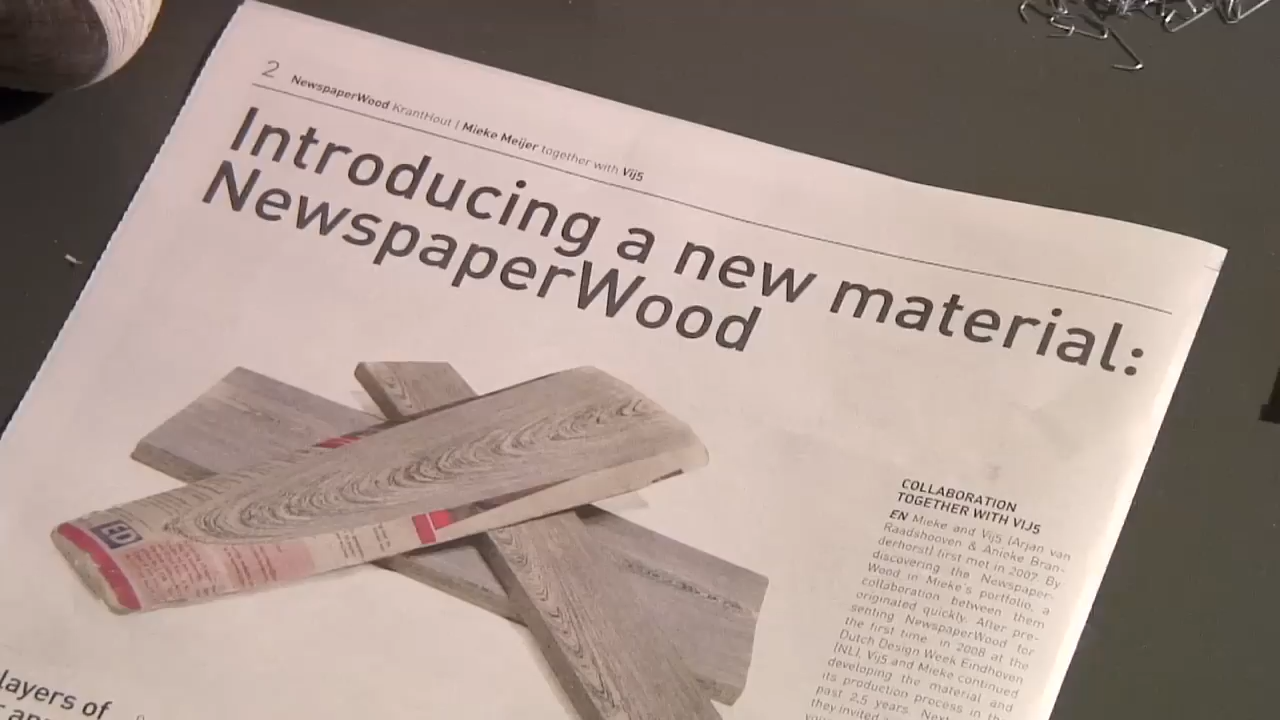 2 NewspaperWood KrantHout | Mieke Meijer together with Vij5
Introducing a new material:
NewspaperWood
ED
COLLABORATION
TOGETHER WITH VIJ5
EN Mieke and Vij5 (Arjan van
Raadshooven & Anieke Bran-
derhorst) first met in 2007. By
discovering the Newspaper-
Wood in Mieke's portfolio, a
collaboration between them
originated quickly. After pre-
senting NewspaperWood for
the first time in 2008 at the
Dutch Design Week Eindhoven
(NL), Vij5 and Mieke continued
developing the material and
its production process in the
past 2,5 years. Next
they invited
layers of